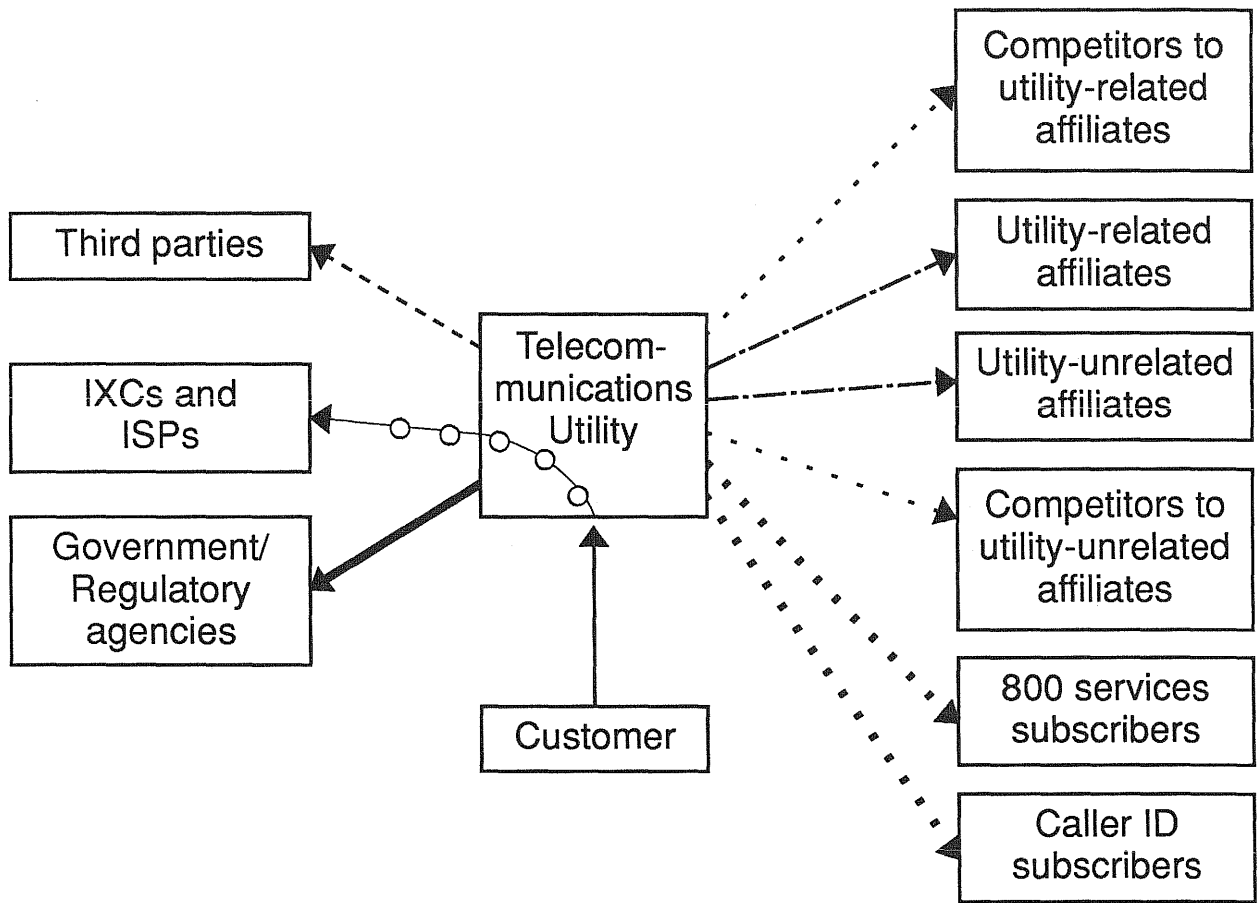 Third parties
IXCs and
ISPs
Government/
Regulatory
agencies
Telecom-
munications
Utility
Customer
Competitors to
utility-related
affiliates
Utility-related
affiliates
Utility-unrelated
affiliates
Competitors to
utility-unrelated
affiliates
800 services
subscribers
Caller ID
subscribers